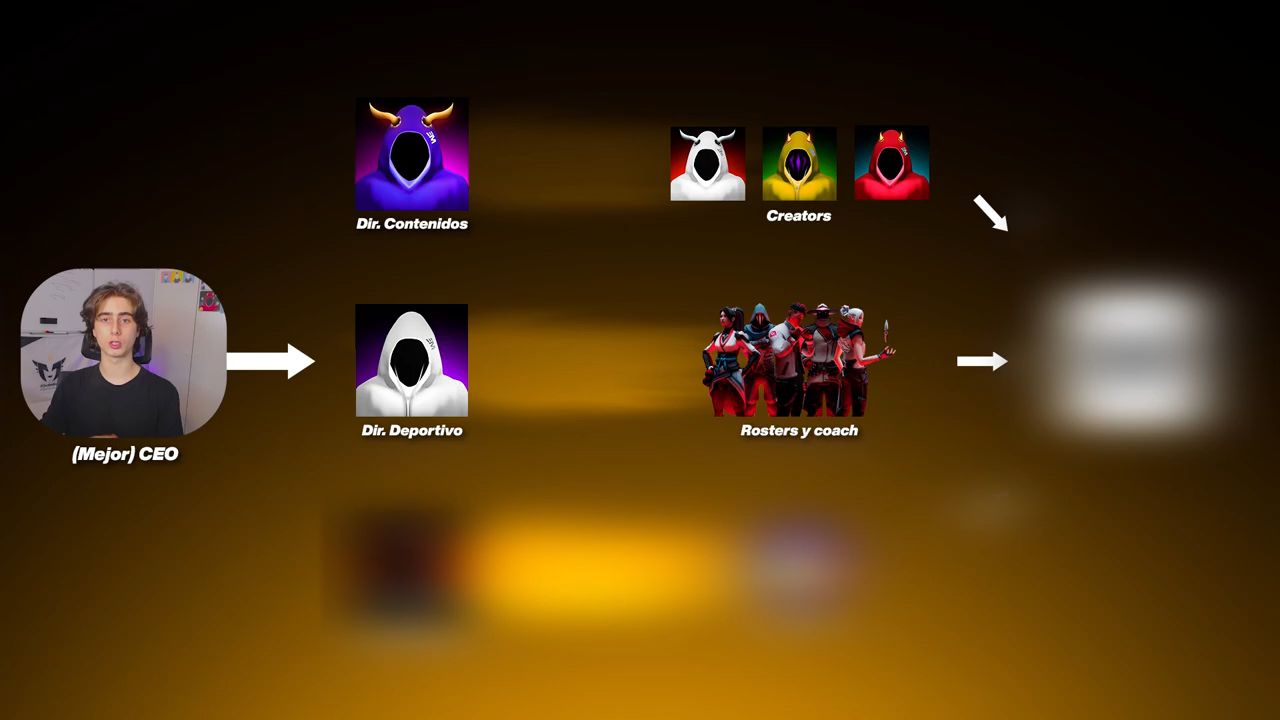 Dir. Contenidos
Creators
Dir. Deportivo
Rosters y coach
(Mejor) CEO